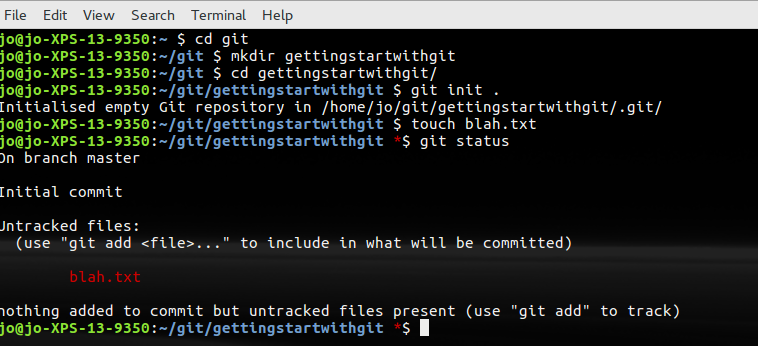 File Edit View Search Terminal Help
jo@jo-XPS-13-9350:~ $ cd git
jo@jo-XPS-13-9350:~/git $ mkdir gettingstartwithgit
jo@jo-XPS-13-9350:~/git $ cd gettingstartwithgit/
jo@jo-XPS-13-9350:~/git/gettingstartwithgit $ git init .
Initialised empty Git repository in /home/jo/git/gettingstartwithgit/.git/
jo@jo-XPS-13-9350:~/git/gettingstartwithgit $ touch blah.txt
jo@jo-XPS-13-9350:~/git/gettingstartwithgit *$ git status
On branch master
Initial commit
Untracked files:
(use "git add <file>..." to include in what will be committed)
blah.txt
nothing added to commit but untracked files present (use "git add" to track)
jo@jo-XPS-13-9350:~/git/gettingstartwithgit *$